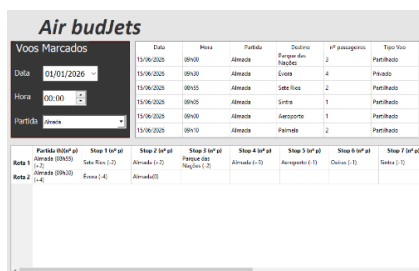 Air budJets
Voos Marcados
Data 01/01/2026
Hora 00:00
Partida Almada
Data Hora Partida Destino nº passageiros Tipo Voo
15/06/2026 09h00 Almada Parque das Nações 3 Partilhado
15/06/2026 09h30 Almada Évora 4 Privado
15/06/2026 08h55 Almada Sete Rios 2 Partilhado
15/06/2026 09h05 Almada Sintra 1 Partilhado
15/06/2026 09h00 Almada Aeroporto 1 Partilhado
15/06/2026 09h10 Almada Palmela 2 Partilhado
Partida (h)(nº p) Stop 1 (nº p) Stop 2 (nº p) Stop 3 (nº p) Stop 4 (nº p) Stop 5 (nº p) Stop 6 (nº p) Stop 7 (nº p)
Rota 1 Almada (08h55) (+2) Sete Rios (-2) Almada (+2) Parque das Nações (-2) Almada (+3) Aeroporto (-1) Oeiras (-1) Sintra (-1)
Rota 2 Almada (09h30) (+4) Évora (-4) Almada(0)